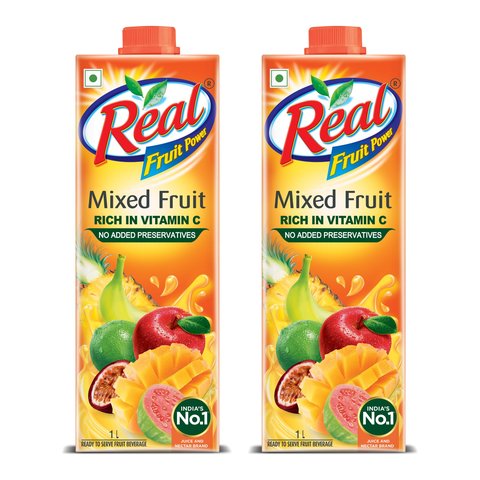 Real®
Fruit Power
Mixed Fruit
RICH IN VITAMIN C
NO ADDED PRESERVATIVES
INDIA'S
No.1
JUICE AND
NECTAR BRAND
1 L
READY TO SERVE FRUIT BEVERAGE
Real®
Fruit Power
Mixed Fruit
RICH IN VITAMIN C
NO ADDED PRESERVATIVES
INDIA'S
No.1
JUICE AND
NECTAR BRAND
1 L
READY TO SERVE FRUIT BEVERAGE